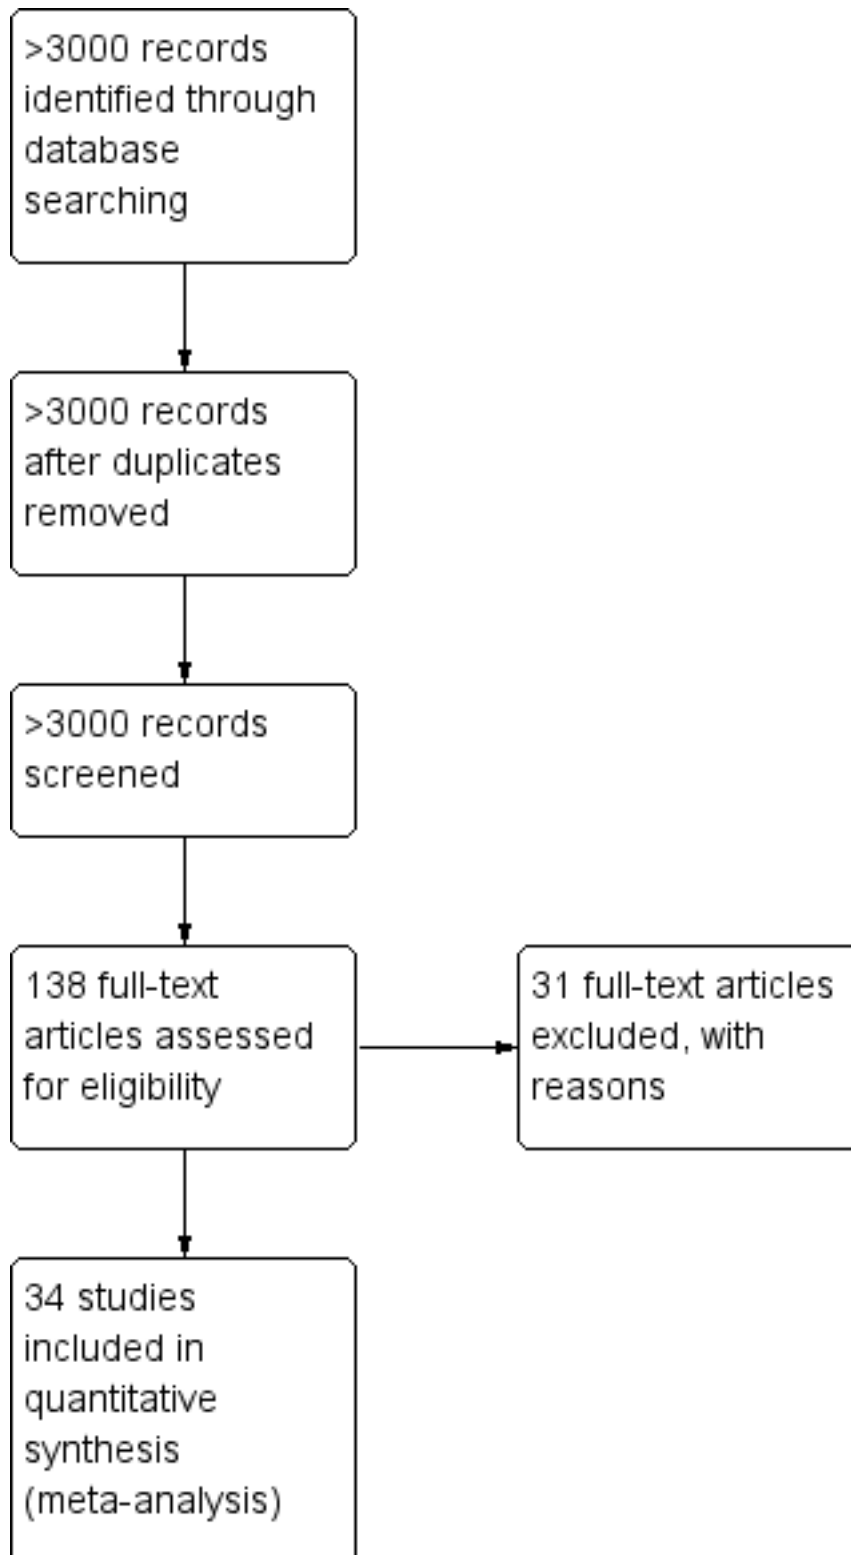 >3000 records
identified through
database
searching
>3000 records
after duplicates
removed
>3000 records
screened
138 full-text
articles assessed
for eligibility
31 full-text articles
excluded, with
reasons
34 studies
included in
quantitative
synthesis
(meta-analysis)